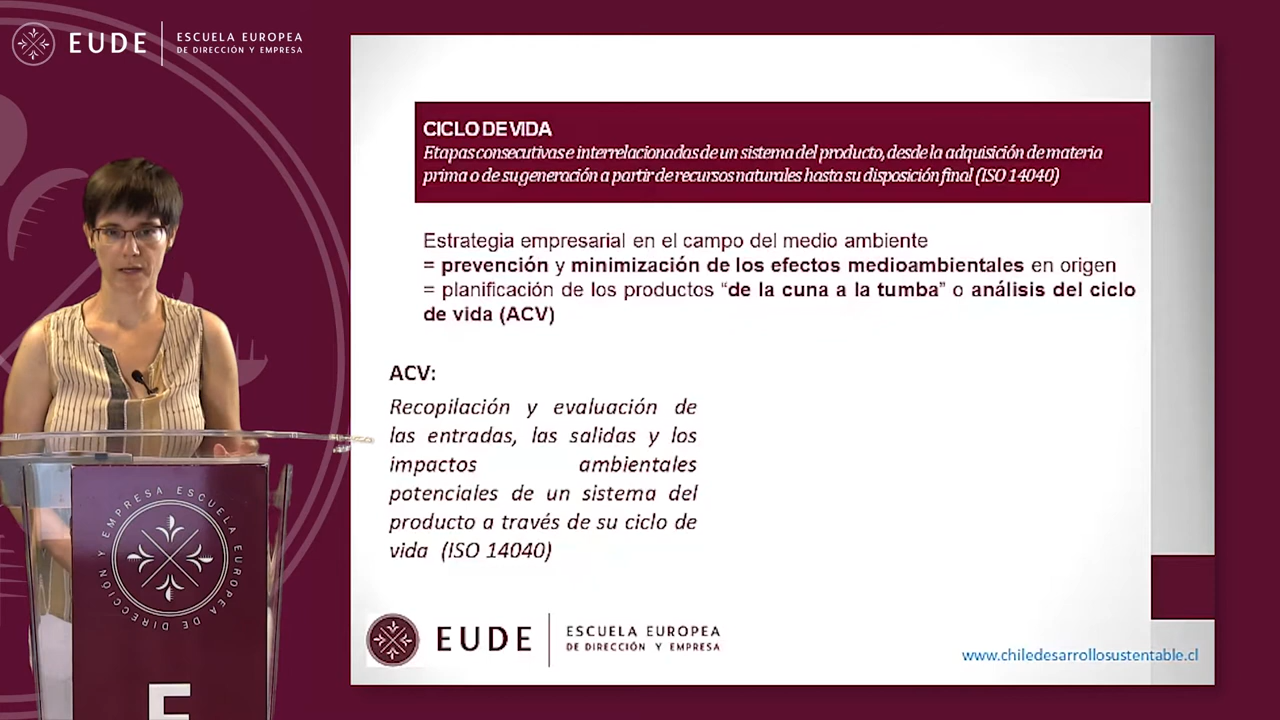 EUDE
ESCUELA EUROPEA
DE DIRECCIÓN Y EMPRESA
CICLO DE VIDA
Etapas consecutivas e interrelacionadas de un sistema del producto, desde la adquisición de materia
prima o de su generación a partir de recursos naturales hasta su disposición final (ISO 14040)
Estrategia empresarial en el campo del medio ambiente
= prevención y minimización de los efectos medioambientales en origen
= planificación de los productos “de la cuna a la tumba” o análisis del ciclo
de vida (ACV)
ACV:
Recopilación y evaluación de
las entradas, las salidas y los
impactos ambientales
potenciales de un sistema del
producto a través de su ciclo de
vida (ISO 14040)
EUDE
ESCUELA EUROPEA
DE DIRECCIÓN Y EMPRESA
www.chiledesarrollosustentable.cl
ESCUELA EUROPEA DE DIRECCIÓN Y EMPRESA
E